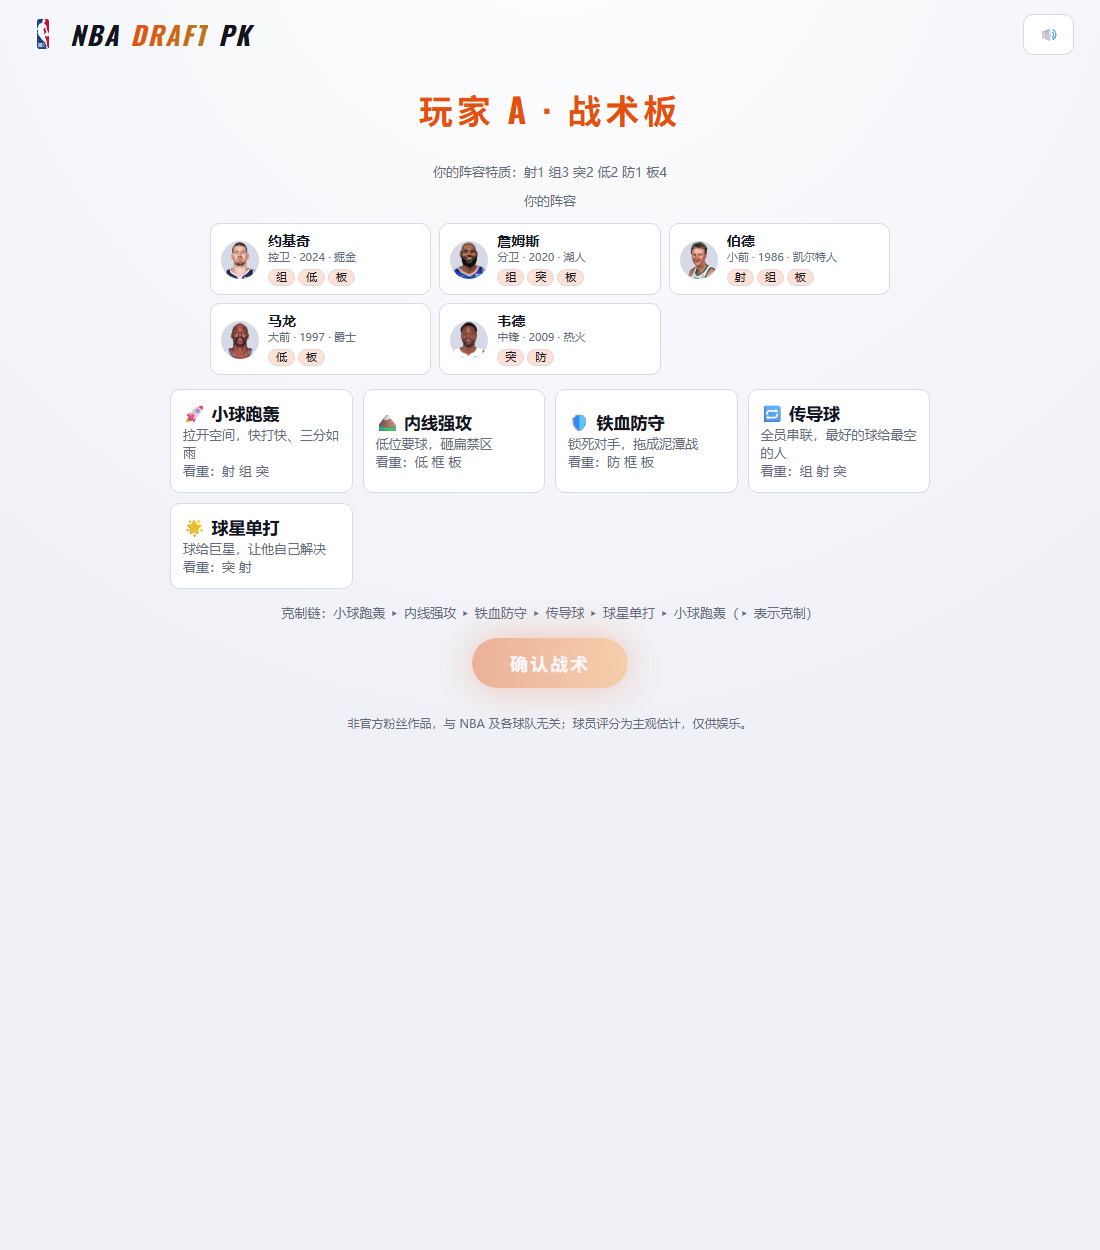 NBA DRAFT PK
玩家 A · 战术板
你的阵容特质：射1 组3 突2 低2 防1 板4
你的阵容
约基奇
控卫 · 2024 · 掘金
组 低 板
詹姆斯
分卫 · 2020 · 湖人
组 突 板
伯德
小前 · 1986 · 凯尔特人
射 组 板
马龙
大前 · 1997 · 爵士
低 板
韦德
中锋 · 2009 · 热火
突 防
🚀 小球跑轰
拉开空间，快打快、三分如
雨
看重：射 组 突
⛰️ 内线强攻
低位要球，砸扁禁区
看重：低 框 板
🛡️ 铁血防守
锁死对手，拖成泥潭战
看重：防 框 板
🔁 传导球
全员串联，最好的球给最空
的人
看重：组 射 突
🌟 球星单打
球给巨星，让他自己解决
看重：突 射
克制链：小球跑轰 ▸ 内线强攻 ▸ 铁血防守 ▸ 传导球 ▸ 球星单打 ▸ 小球跑轰（▸ 表示克制）
确认战术
非官方粉丝作品，与 NBA 及各球队无关；球员评分为主观估计，仅供娱乐。